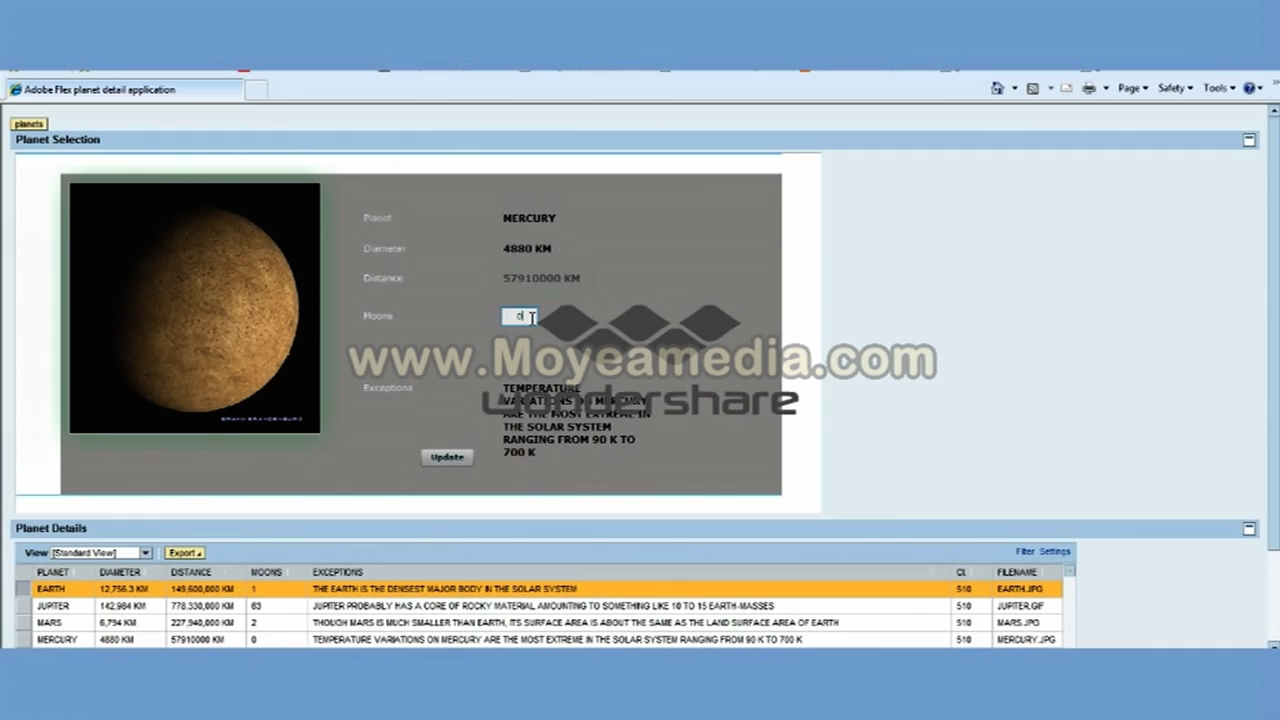 Adobe Flex planet detail application
Page
Safety
Tools
planets
Planet Selection
Planet MERCURY
Diameter 4880 KM
Distance 57910000 KM
Moons 0
www.Moyeamedia.com
wondershare
Exceptions TEMPERATURE
VARIATIONS ON MERCURY
ARE THE MOST EXTREME IN
THE SOLAR SYSTEM
RANGING FROM 90 K TO
700 K
Update
Planet Details
View [Standard View] Export Filter Settings
PLANET DIAMETER DISTANCE MOONS EXCEPTIONS Cl. FILENAME
EARTH 12,756.3 KM 149,600,000 KM 1 THE EARTH IS THE DENSEST MAJOR BODY IN THE SOLAR SYSTEM 510 EARTH.JPG
JUPITER 142,984 KM 778,330,000 KM 63 JUPITER PROBABLY HAS A CORE OF ROCKY MATERIAL AMOUNTING TO SOMETHING LIKE 10 TO 15 EARTH-MASSES 510 JUPITER.GIF
MARS 6,794 KM 227,940,000 KM 2 THOUGH MARS IS MUCH SMALLER THAN EARTH, IT'S SURFACE AREA IS ABOUT THE SAME AS THE LAND SURFACE AREA OF EARTH 510 MARS.JPG
MERCURY 4880 KM 57910000 KM 0 TEMPERATURE VARIATIONS ON MERCURY ARE THE MOST EXTREME IN THE SOLAR SYSTEM RANGING FROM 90 K TO 700 K 510 MERCURY.JPG